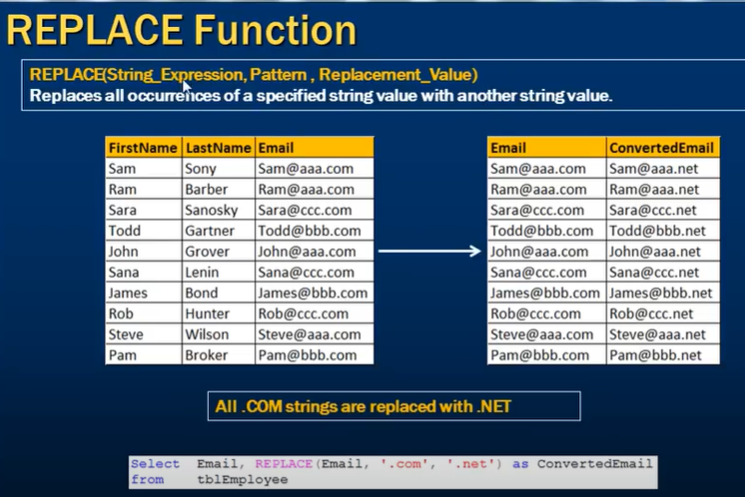 REPLACE Function
REPLACE(String_Expression, Pattern , Replacement_Value)
Replaces all occurrences of a specified string value with another string value.
FirstName LastName Email
Sam Sony Sam@aaa.com
Ram Barber Ram@aaa.com
Sara Sanosky Sara@ccc.com
Todd Gartner Todd@bbb.com
John Grover John@aaa.com
Sana Lenin Sana@ccc.com
James Bond James@bbb.com
Rob Hunter Rob@ccc.com
Steve Wilson Steve@aaa.com
Pam Broker Pam@bbb.com
Email ConvertedEmail
Sam@aaa.com Sam@aaa.net
Ram@aaa.com Ram@aaa.net
Sara@ccc.com Sara@ccc.net
Todd@bbb.com Todd@bbb.net
John@aaa.com John@aaa.net
Sana@ccc.com Sana@ccc.net
James@bbb.com James@bbb.net
Rob@ccc.com Rob@ccc.net
Steve@aaa.com Steve@aaa.net
Pam@bbb.com Pam@bbb.net
All .COM strings are replaced with .NET
Select Email, REPLACE(Email, '.com', '.net') as ConvertedEmail
from tblEmployee